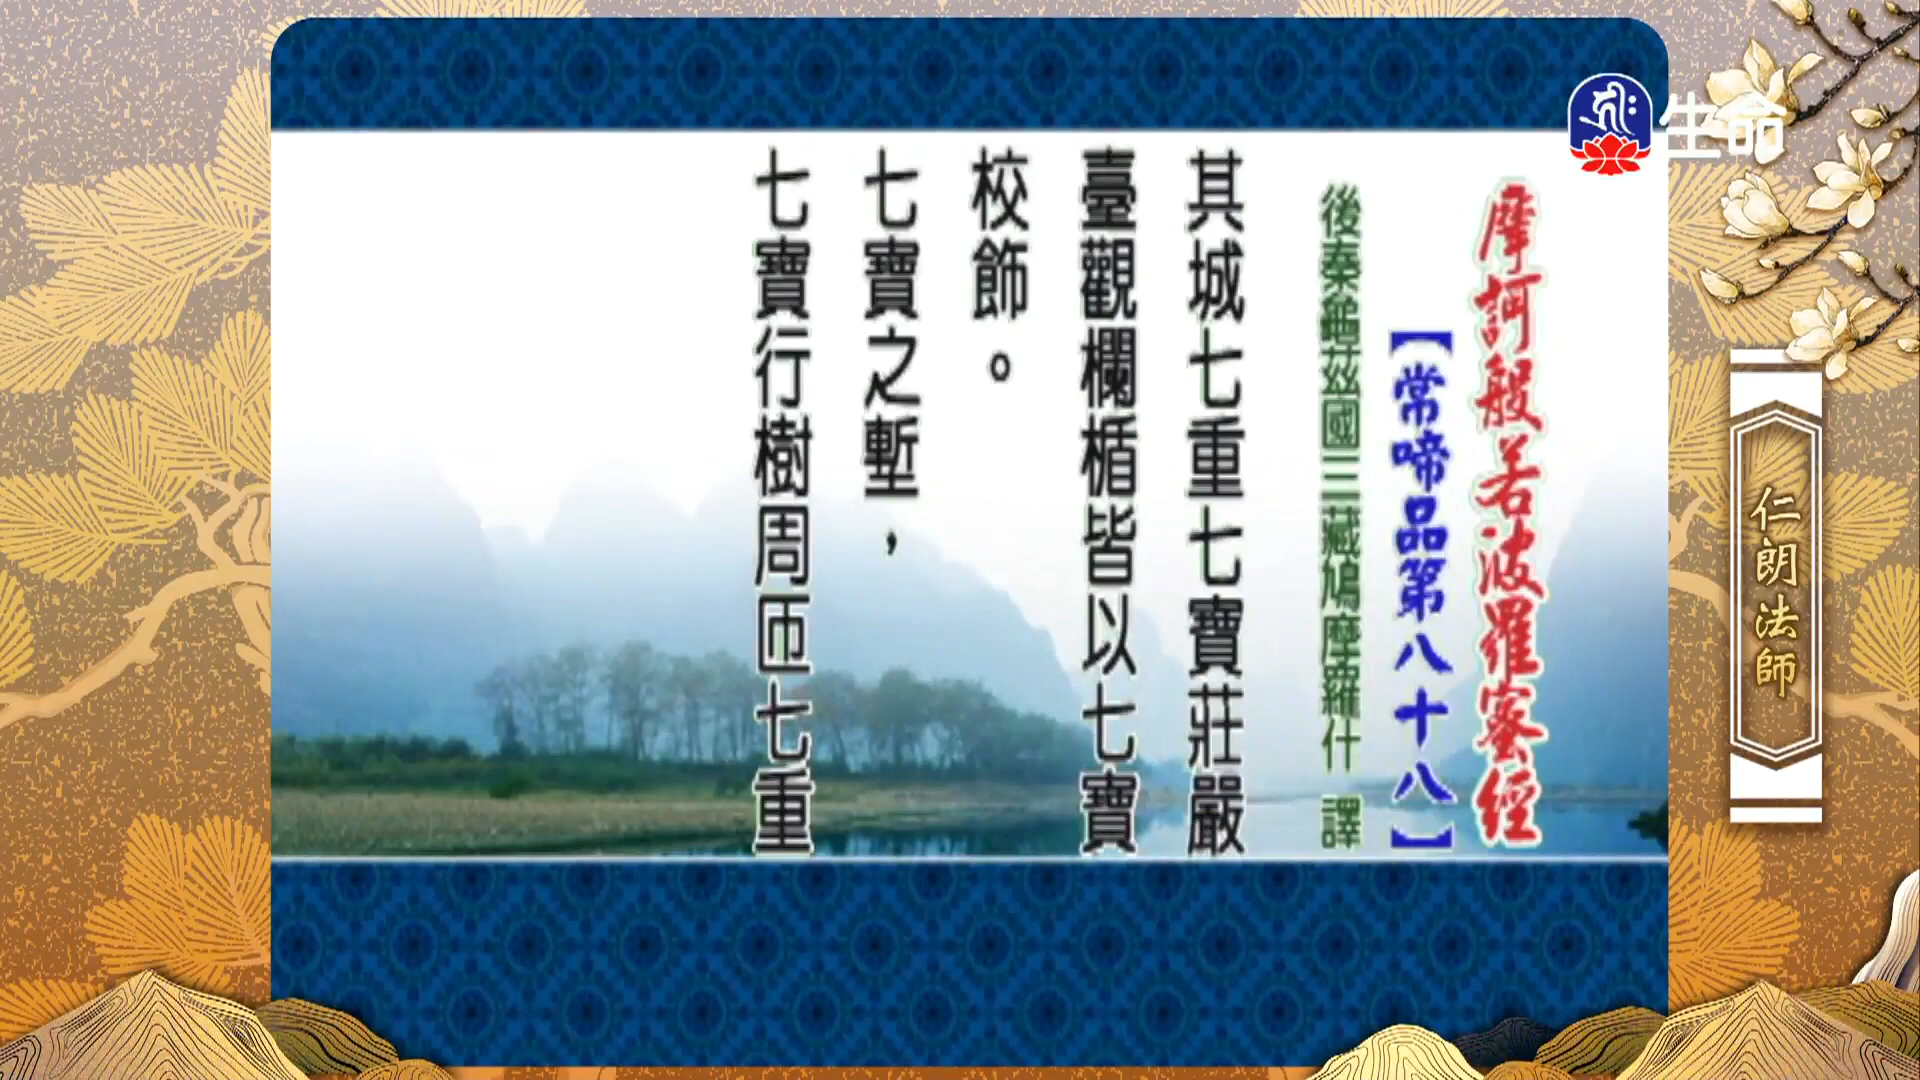 摩訶般若波羅蜜經
【常啼品第八十八】
後秦龜茲國三藏鳩摩羅什 譯
其城七重七寶莊嚴
臺觀欄楯皆以七寶
校飾。
七寶之塹，
七寶行樹周匝七重
生命
仁朗法師